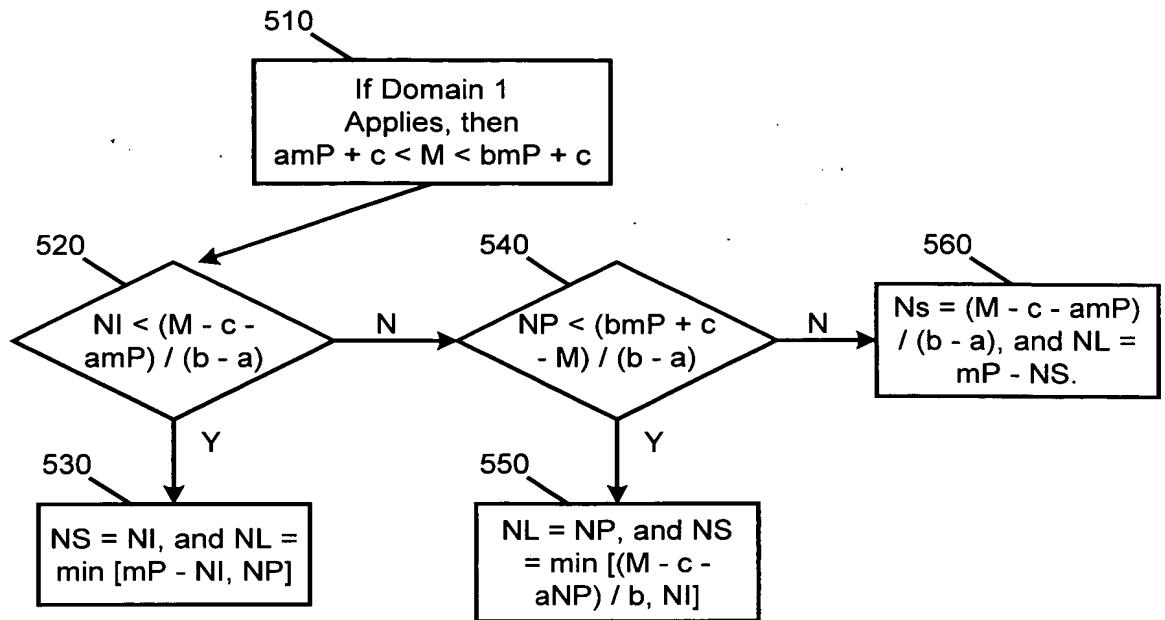 510
If Domain 1
Applies, then
amP + c < M < bmP + c
520
NI < (M - c -
amP) / (b - a)
N
Y
530
NS = NI, and NL =
min [mP - NI, NP]
540
NP < (bmP + c
- M) / (b - a)
N
Y
550
NL = NP, and NS
= min [(M - c -
aNP) / b, NI]
560
Ns = (M - c - amP)
/ (b - a), and NL =
mP - NS.